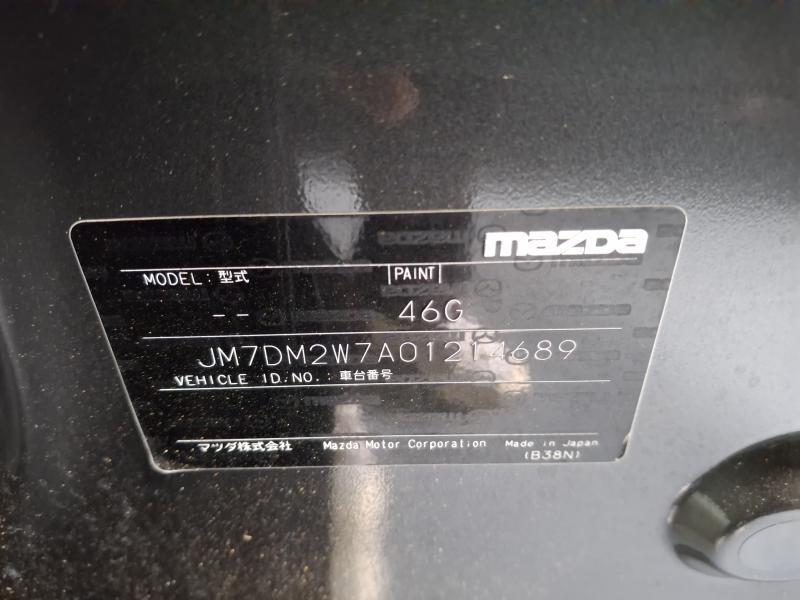 mazda
MODEL : 型式 PAINT
-- 46G
JM7DM2W7A01214689
VEHICLE ID.NO. : 車台番号
マツダ株式会社 Mazda Motor Corporation Made in Japan
(B38N)